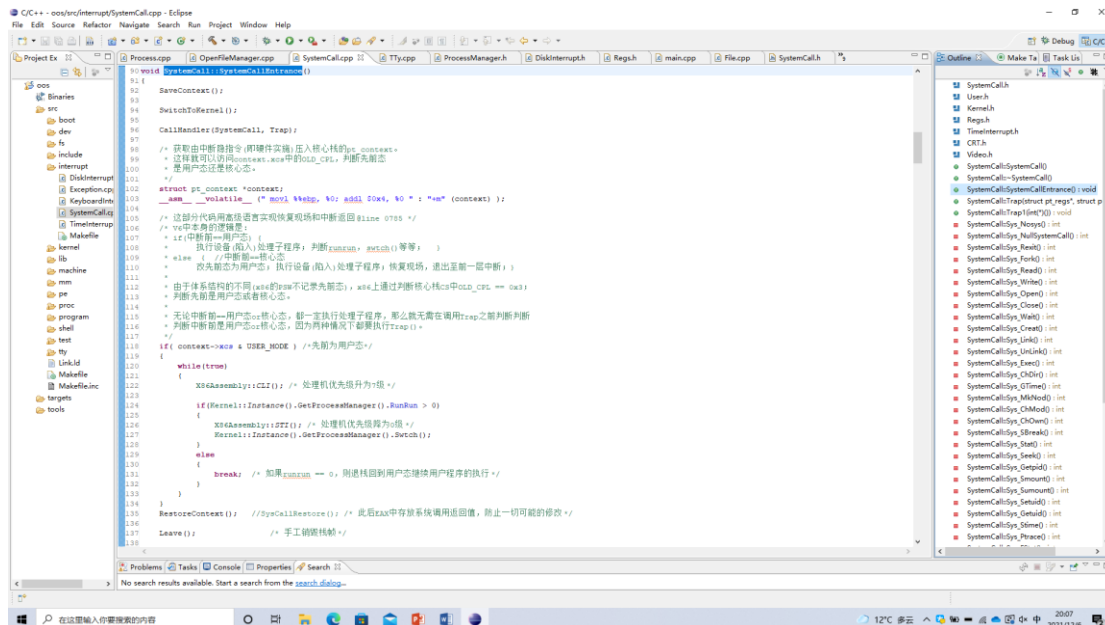 C/C++ - oos/src/interrupt/SystemCall.cpp - Eclipse
File Edit Source Refactor Navigate Search Run Project Window Help
Debug C/C
Project Ex
Process.cpp OpenFileManager.cpp SystemCall.cpp TTy.cpp ProcessManager.h DiskInterrupt.h Regs.h main.cpp File.cpp SystemCall.h
Outline Make Ta Task Lis
oos
Binaries
src
boot
dev
fs
include
interrupt
DiskInterrupt
Exception.cp
KeyboardInte
SystemCall.cp
TimeInterrup
Makefile
kernel
lib
machine
mm
pe
proc
program
shell
test
tty
Link.ld
Makefile
Makefile.inc
targets
tools
90 void SystemCall::SystemCallEntrance()
91 {
92 SaveContext();
93
94 SwitchToKernel();
95
96 CallHandler(SystemCall, Trap);
97
98 /* 获取由中断隐指令(即硬件实施)压入核心栈的pt_context。
99 * 这样就可以访问context.xcs中的OLD_CPL，判断先前态
100 * 是用户态还是核心态。
101 */
102 struct pt_context *context;
103 __asm__ __volatile__ (" movl %%ebp, %0; addl $0x4, %0 " : "+m" (context) );
104
105 /* 这部分代码用高级语言实现恢复现场和中断返回 @line 0785 */
106 /* V6中本身的逻辑是：
107 * if(中断前==用户态) {
108 * 执行设备(陷入)处理子程序；判断runrun，swtch()等等； }
109 * else { //中断前==核心态
110 * 改先前态为用户态；执行设备(陷入)处理子程序；恢复现场，退出至前一层中断；}
111 *
112 * 由于体系结构的不同(x86的PSW不记录先前态)，x86上通过判断核心栈CS中OLD_CPL == 0x3；
113 * 判断先前是用户态或者核心态。
114 *
115 * 无论中断前==用户态or核心态，都一定执行处理子程序，那么就无需在调用Trap之前判断判断
116 * 判断中断前是用户态or核心态，因为两种情况下都要执行Trap()。
117 */
118 if( context->xcs & USER_MODE ) /*先前为用户态*/
119 {
120 while(true)
121 {
122 X86Assembly::CLI(); /* 处理机优先级升为7级 */
123
124 if(Kernel::Instance().GetProcessManager().RunRun > 0)
125 {
126 X86Assembly::STI(); /* 处理机优先级降为0级 */
127 Kernel::Instance().GetProcessManager().Swtch();
128 }
129 else
130 {
131 break; /* 如果runrun == 0，则退栈回到用户态继续用户程序的执行 */
132 }
133 }
134 }
135 RestoreContext(); //SysCallRestore(); /* 此后EAX中存放系统调用返回值，防止一切可能的修改 */
136
137 Leave(); /* 手工销毁栈帧 */
138
SystemCall.h
User.h
Kernel.h
Regs.h
TimeInterrupt.h
CRT.h
Video.h
SystemCall::SystemCall()
SystemCall::~SystemCall()
SystemCall::SystemCallEntrance() : void
SystemCall::Trap(struct pt_regs*, struct p
SystemCall::Trap1(int(*)()) : void
SystemCall::Sys_Nosys() : int
SystemCall::Sys_NullSystemCall() : int
SystemCall::Sys_Rexit() : int
SystemCall::Sys_Fork() : int
SystemCall::Sys_Read() : int
SystemCall::Sys_Write() : int
SystemCall::Sys_Open() : int
SystemCall::Sys_Close() : int
SystemCall::Sys_Wait() : int
SystemCall::Sys_Creat() : int
SystemCall::Sys_Link() : int
SystemCall::Sys_UnLink() : int
SystemCall::Sys_Exec() : int
SystemCall::Sys_ChDir() : int
SystemCall::Sys_GTime() : int
SystemCall::Sys_MkNod() : int
SystemCall::Sys_ChMod() : int
SystemCall::Sys_ChOwn() : int
SystemCall::Sys_SBreak() : int
SystemCall::Sys_Stat() : int
SystemCall::Sys_Seek() : int
SystemCall::Sys_Getpid() : int
SystemCall::Sys_Smount() : int
SystemCall::Sys_Sumount() : int
SystemCall::Sys_Setuid() : int
SystemCall::Sys_Getuid() : int
SystemCall::Sys_Stime() : int
SystemCall::Sys_Ptrace() : int
Problems Tasks Console Properties Search
No search results available. Start a search from the search dialog...
在这里输入你要搜索的内容
12°C 多云 中 20:07